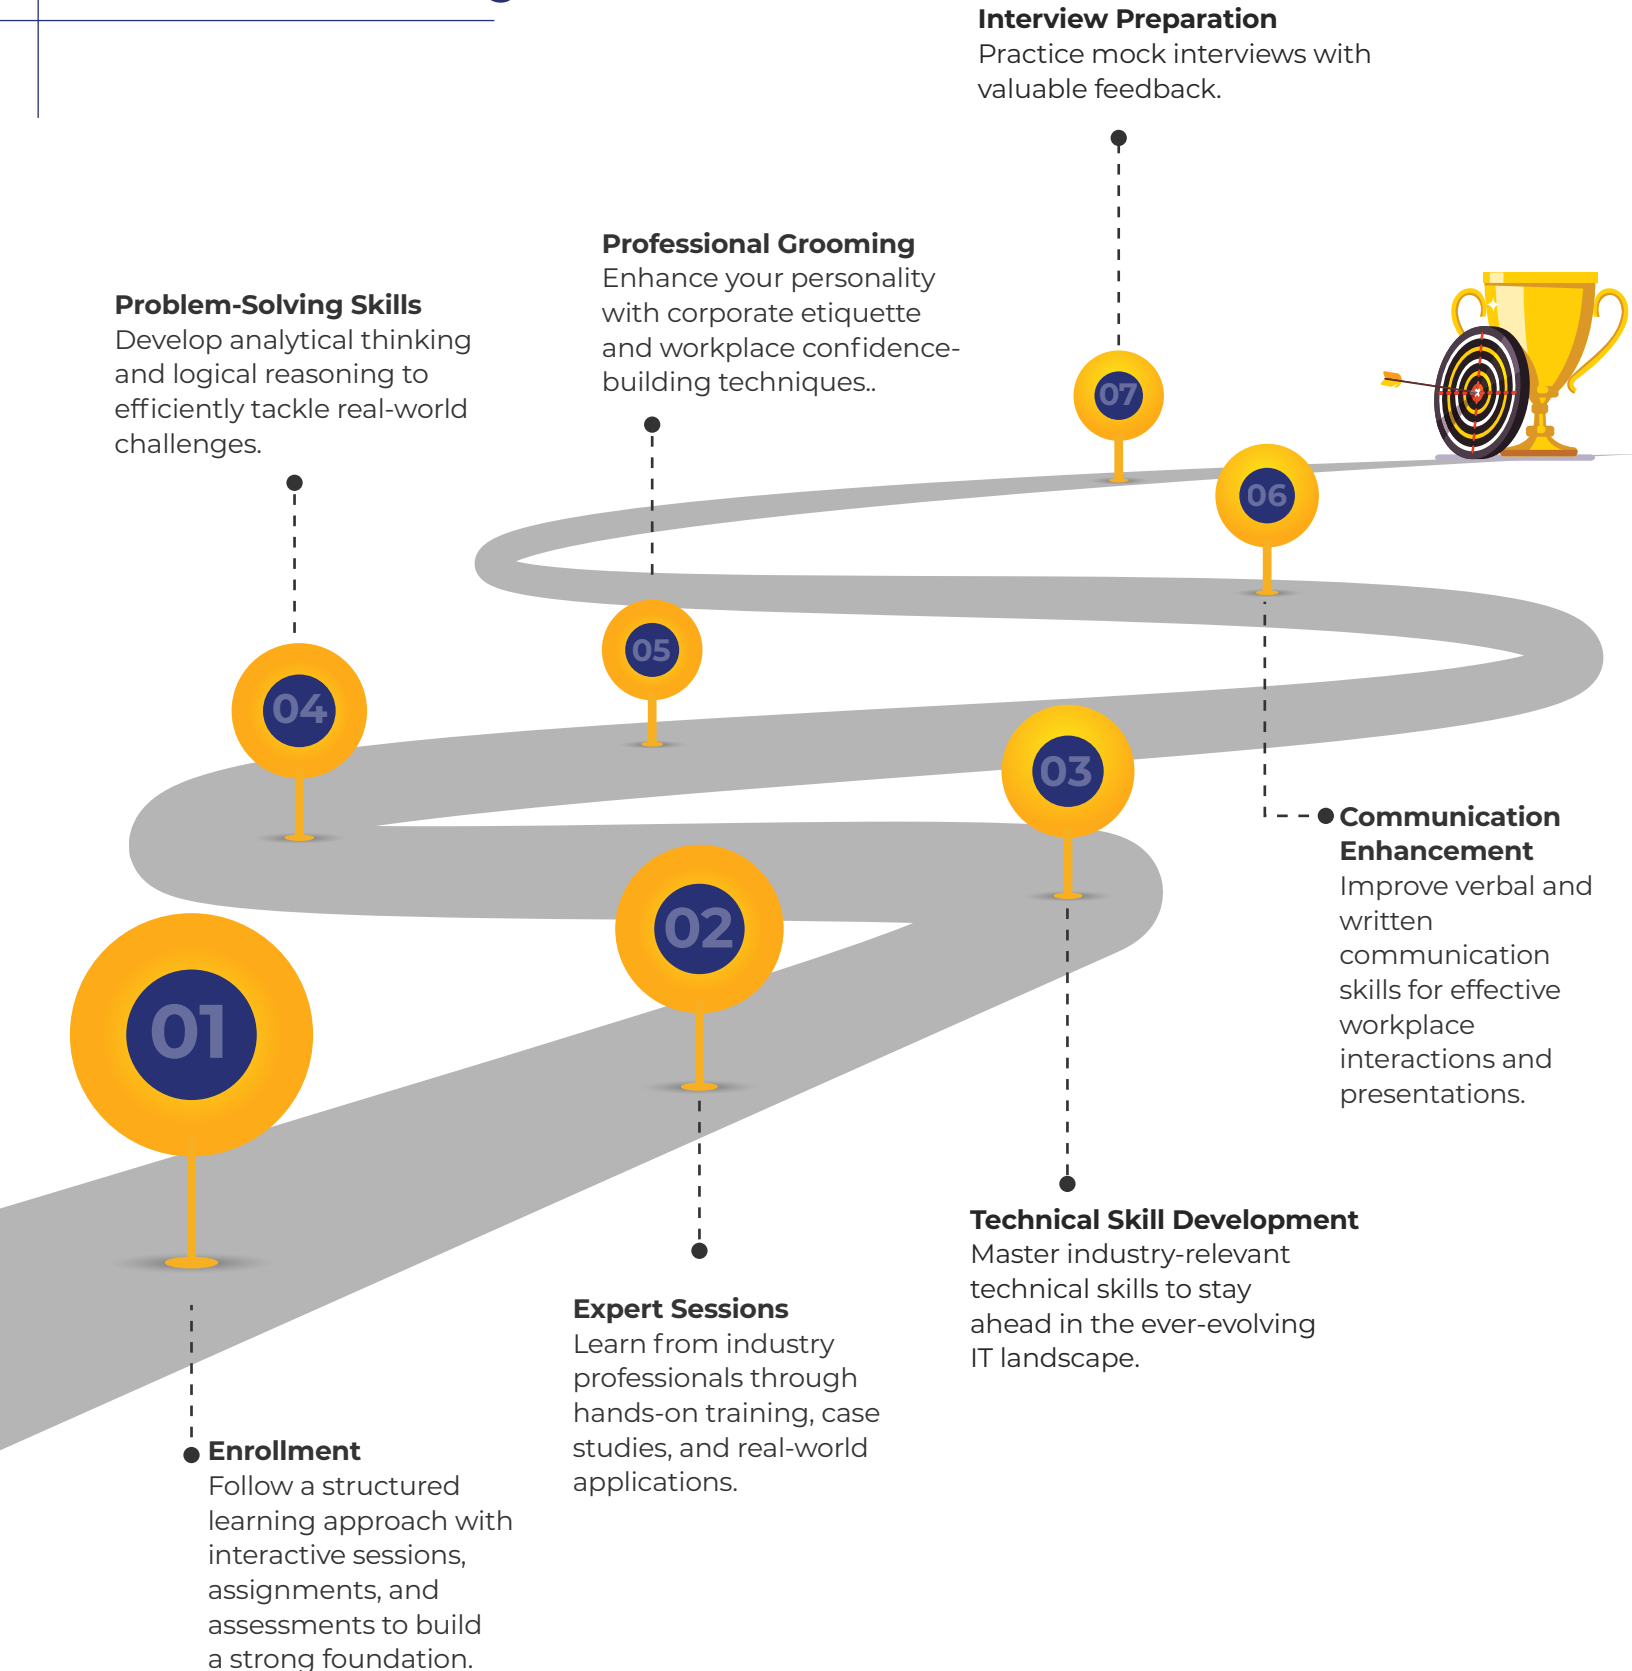 Interview Preparation
Practice mock interviews with
valuable feedback.
Professional Grooming
Enhance your personality
with corporate etiquette
and workplace confidence-
building techniques..
Problem-Solving Skills
Develop analytical thinking
and logical reasoning to
efficiently tackle real-world
challenges.
07
06
05
04
03
Communication
Enhancement
Improve verbal and
written
communication
skills for effective
workplace
interactions and
presentations.
02
01
Technical Skill Development
Master industry-relevant
technical skills to stay
ahead in the ever-evolving
IT landscape.
Expert Sessions
Learn from industry
professionals through
hands-on training, case
studies, and real-world
applications.
Enrollment
Follow a structured
learning approach with
interactive sessions,
assignments, and
assessments to build
a strong foundation.